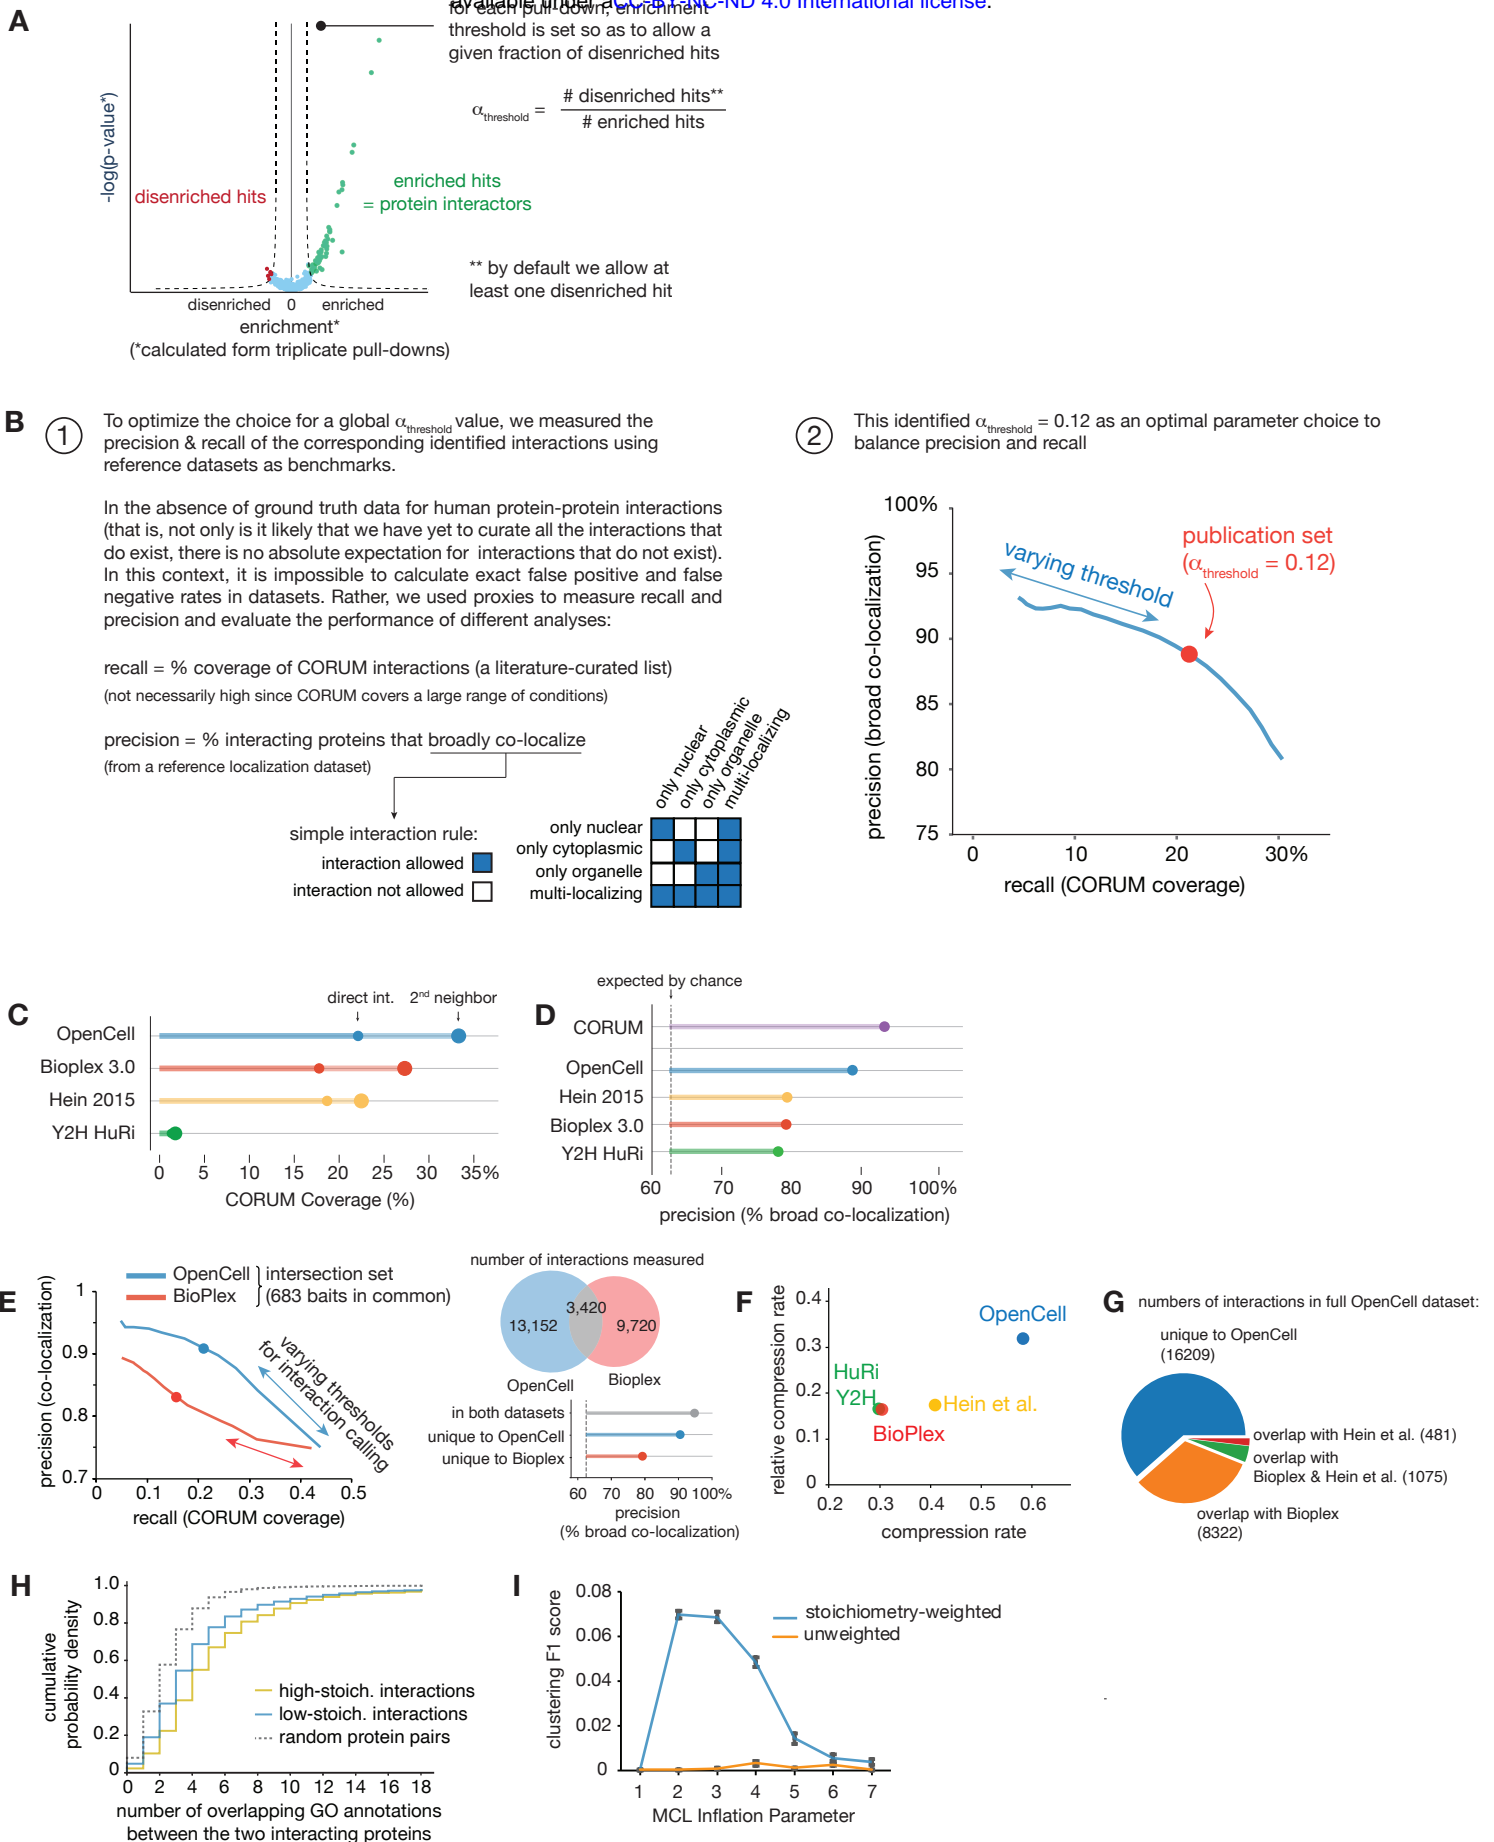 available under aCC-BY-NC-ND 4.0 International license.
A
for each pull-down, enrichment
threshold is set so as to allow a
given fraction of disenriched hits
αthreshold = # disenriched hits** / # enriched hits
-log(p-value*)
disenriched hits
enriched hits
= protein interactors
** by default we allow at
least one disenriched hit
disenriched 0 enriched
enrichment*
(*calculated form triplicate pull-downs)
B
1
To optimize the choice for a global αthreshold value, we measured the
precision & recall of the corresponding identified interactions using
reference datasets as benchmarks.
In the absence of ground truth data for human protein-protein interactions
(that is, not only is it likely that we have yet to curate all the interactions that
do exist, there is no absolute expectation for interactions that do not exist).
In this context, it is impossible to calculate exact false positive and false
negative rates in datasets. Rather, we used proxies to measure recall and
precision and evaluate the performance of different analyses:
recall = % coverage of CORUM interactions (a literature-curated list)
(not necessarily high since CORUM covers a large range of conditions)
precision = % interacting proteins that broadly co-localize
(from a reference localization dataset)
simple interaction rule:
interaction allowed
interaction not allowed
only nuclear
only cytoplasmic
only organelle
multi-localizing
only nuclear
only cytoplasmic
only organelle
multi-localizing
2
This identified αthreshold = 0.12 as an optimal parameter choice to
balance precision and recall
precision (broad co-localization)
100%
95
90
85
80
75
varying threshold
publication set
(αthreshold = 0.12)
0 10 20 30%
recall (CORUM coverage)
C
direct int. 2nd neighbor
OpenCell
Bioplex 3.0
Hein 2015
Y2H HuRi
0 5 10 15 20 25 30 35%
CORUM Coverage (%)
D
expected by chance
CORUM
OpenCell
Hein 2015
Bioplex 3.0
Y2H HuRi
60 70 80 90 100%
precision (% broad co-localization)
E
precision (co-localization)
1
0.9
0.8
0.7
OpenCell
BioPlex
intersection set
(683 baits in common)
varying thresholds
for interaction calling
0 0.1 0.2 0.3 0.4 0.5
recall (CORUM coverage)
number of interactions measured
13,152
3,420
9,720
OpenCell
Bioplex
in both datasets
unique to OpenCell
unique to Bioplex
60 70 80 90 100%
precision
(% broad co-localization)
F
relative compression rate
0.4
0.3
0.2
0.1
0
OpenCell
HuRi
Y2H
Hein et al.
BioPlex
0.2 0.3 0.4 0.5 0.6
compression rate
G
numbers of interactions in full OpenCell dataset:
unique to OpenCell
(16209)
overlap with Hein et al. (481)
overlap with
Bioplex & Hein et al. (1075)
overlap with Bioplex
(8322)
H
cumulative
probability density
1.0
0.8
0.6
0.4
0.2
0
high-stoich. interactions
low-stoich. interactions
random protein pairs
0 2 4 6 8 10 12 14 16 18
number of overlapping GO annotations
between the two interacting proteins
I
clustering F1 score
0.08
0.06
0.04
0.02
0
stoichiometry-weighted
unweighted
1 2 3 4 5 6 7
MCL Inflation Parameter